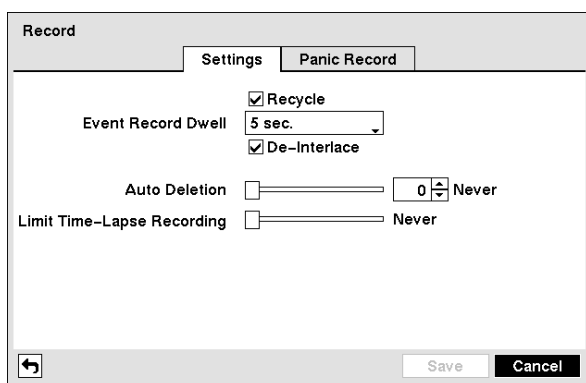 Record
Settings Panic Record
Recycle
Event Record Dwell 5 sec.
De-Interlace
Auto Deletion 0 Never
Limit Time-Lapse Recording Never
Save Cancel